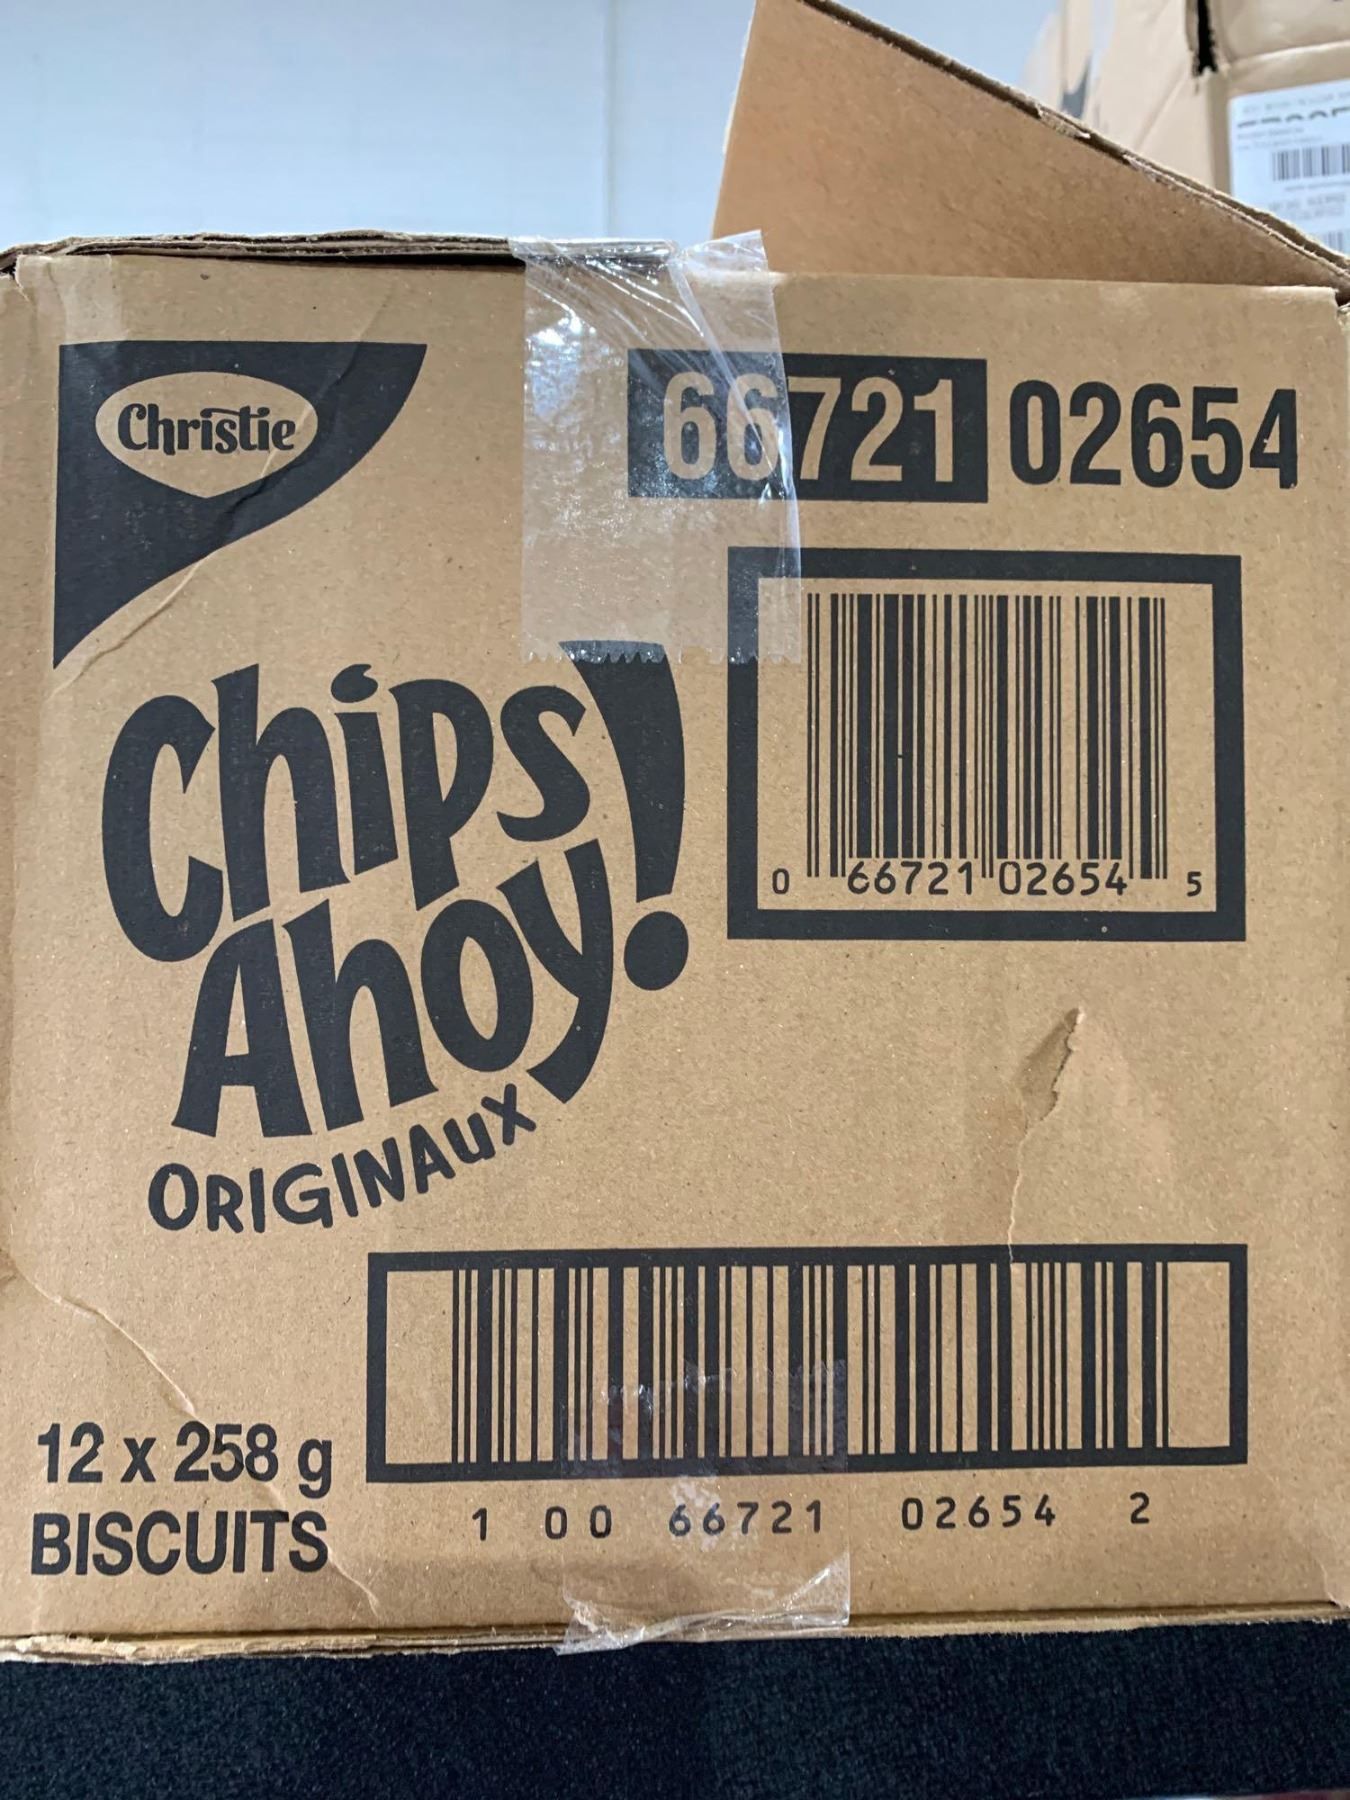 Christie
66721 02654
0 66721 02654 5
Chips
Ahoy!
ORIGINAUX
12 x 258 g
BISCUITS
1 00 66721 02654 2